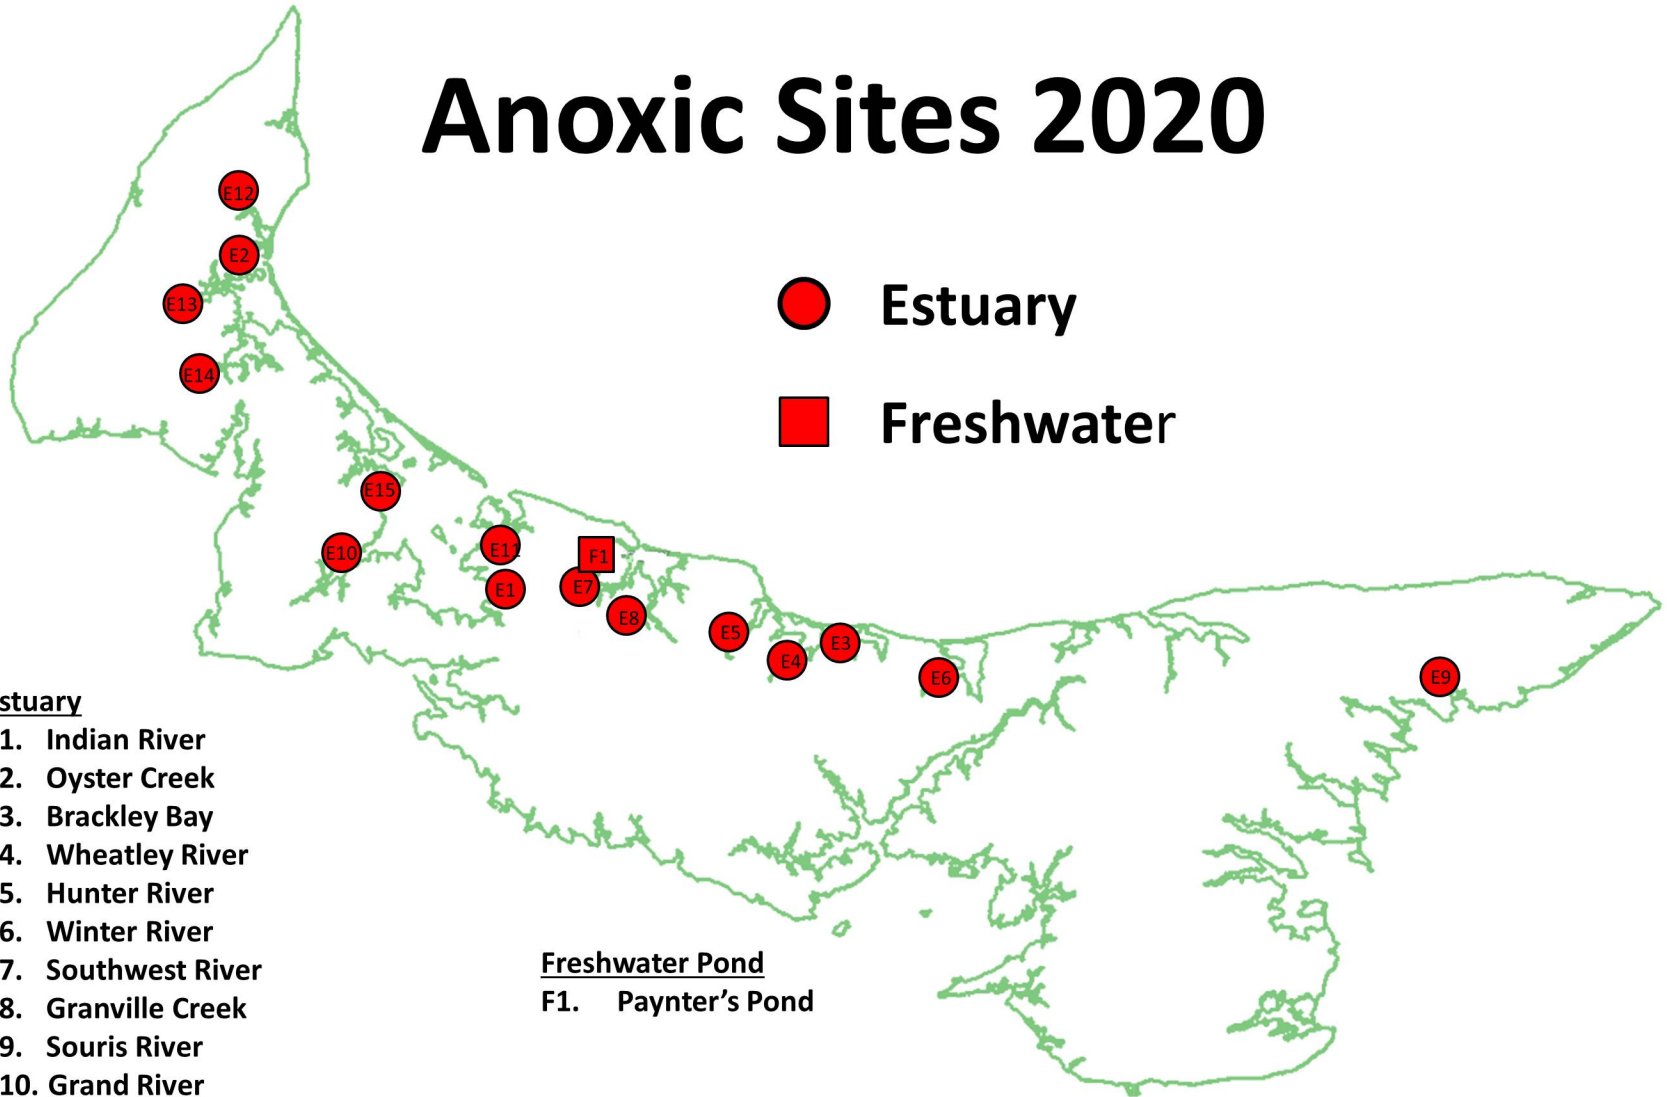 Anoxic Sites 2020
E12
E2
E13
E14
Estuary
Freshwater
E15
E10
E11
E1
F1
E7
E8
E5
E4
E3
E6
E9
stuary
1. Indian River
2. Oyster Creek
3. Brackley Bay
4. Wheatley River
5. Hunter River
6. Winter River
7. Southwest River
8. Granville Creek
9. Souris River
10. Grand River
Freshwater Pond
F1. Paynter’s Pond